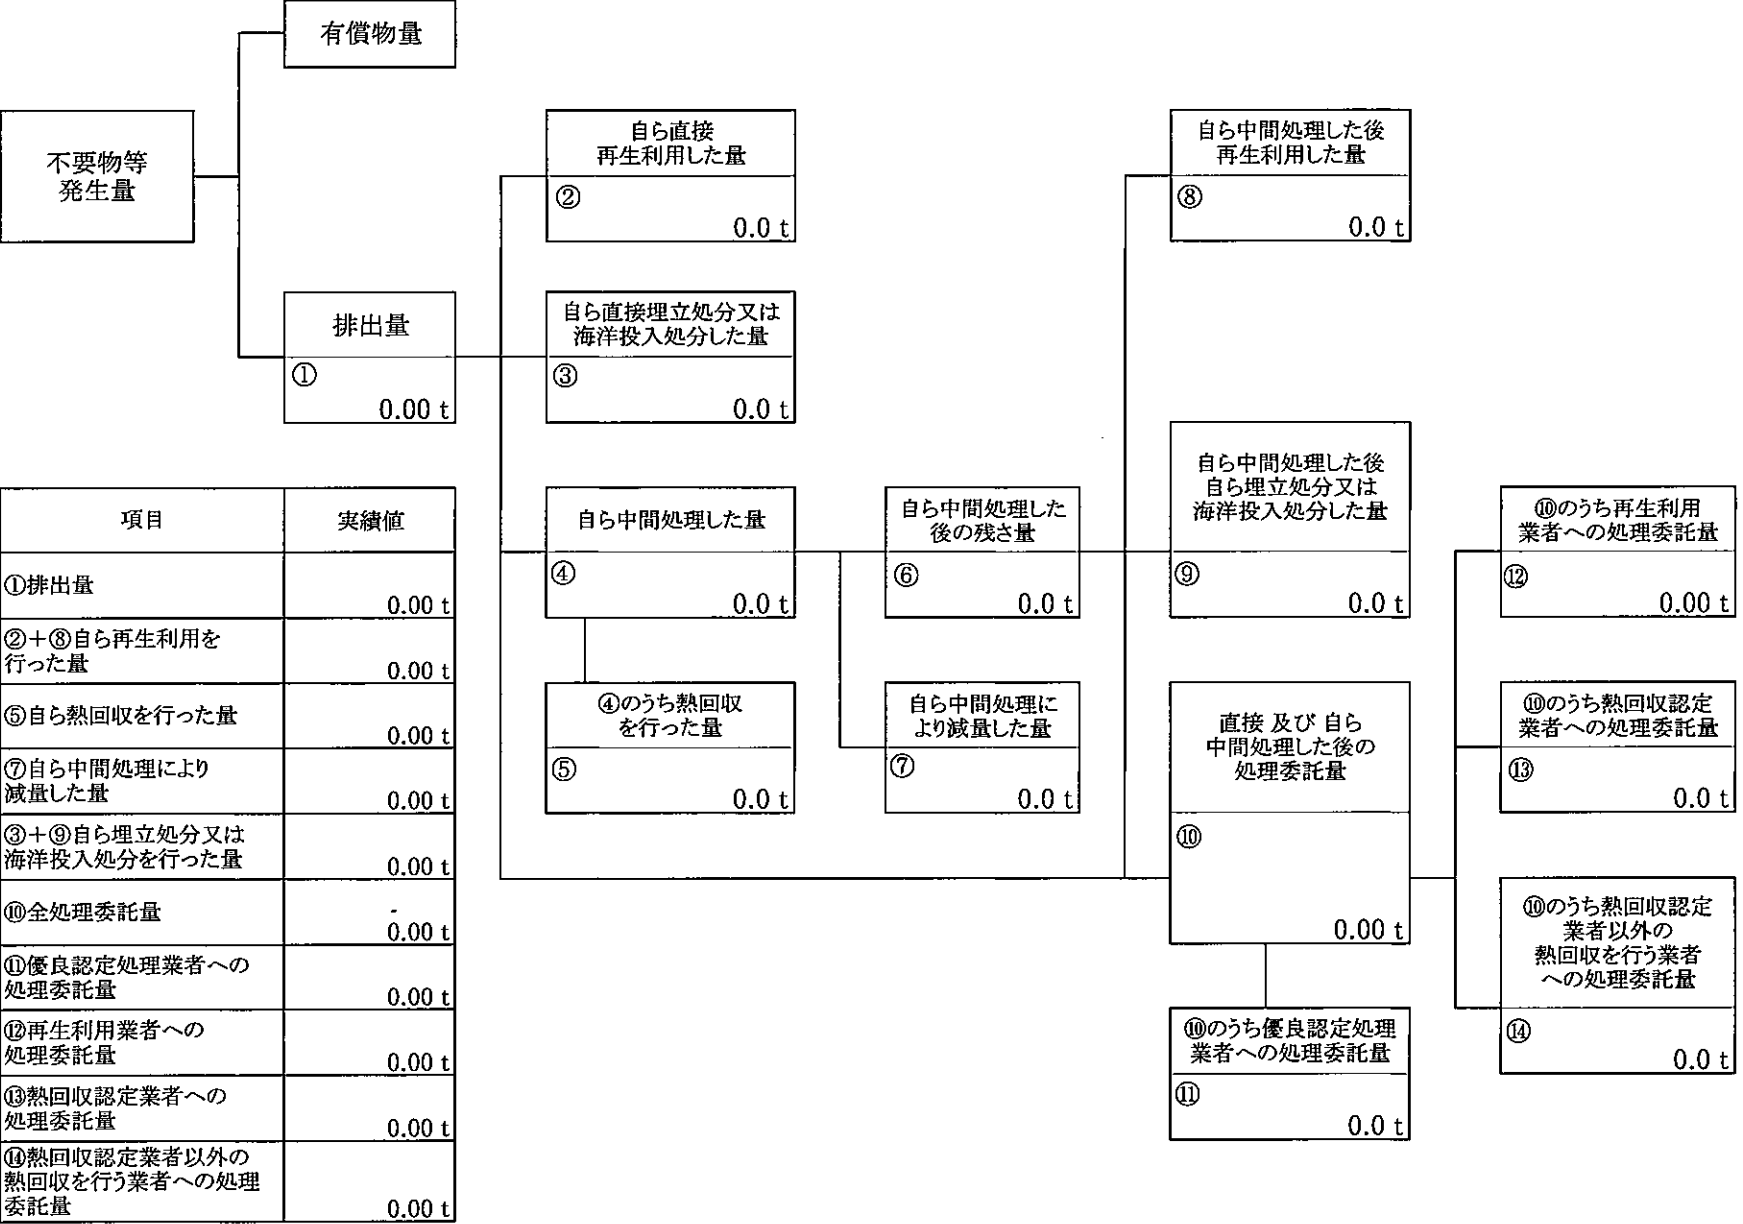 有償物量
不要物等
発生量
自ら直接
再生利用した量
②
0.0 t
自ら中間処理した後
再生利用した量
⑧
0.0 t
排出量
①
0.00 t
自ら直接埋立処分又は
海洋投入処分した量
③
0.0 t
自ら中間処理した量
④
0.0 t
自ら中間処理した
後の残さ量
⑥
0.0 t
自ら中間処理した後
自ら埋立処分又は
海洋投入処分した量
⑨
0.0 t
⑩のうち再生利用
業者への処理委託量
⑫
0.00 t
④のうち熱回収
を行った量
⑤
0.0 t
自ら中間処理に
より減量した量
⑦
0.0 t
直接 及び 自ら
中間処理した後の
処理委託量
⑩
0.00 t
⑩のうち熱回収認定
業者への処理委託量
⑬
0.0 t
⑩のうち熱回収認定
業者以外の
熱回収を行う業者
への処理委託量
⑭
0.0 t
⑩のうち優良認定処理
業者への処理委託量
⑪
0.0 t
項目 実績値
①排出量
0.00 t
②＋⑧自ら再生利用を
行った量
0.00 t
⑤自ら熱回収を行った量
0.00 t
⑦自ら中間処理により
減量した量
0.00 t
③＋⑨自ら埋立処分又は
海洋投入処分を行った量
0.00 t
⑩全処理委託量
0.00 t
⑪優良認定処理業者への
処理委託量
0.00 t
⑫再生利用業者への
処理委託量
0.00 t
⑬熱回収認定業者への
処理委託量
0.00 t
⑭熱回収認定業者以外の
熱回収を行う業者への処理
委託量
0.00 t